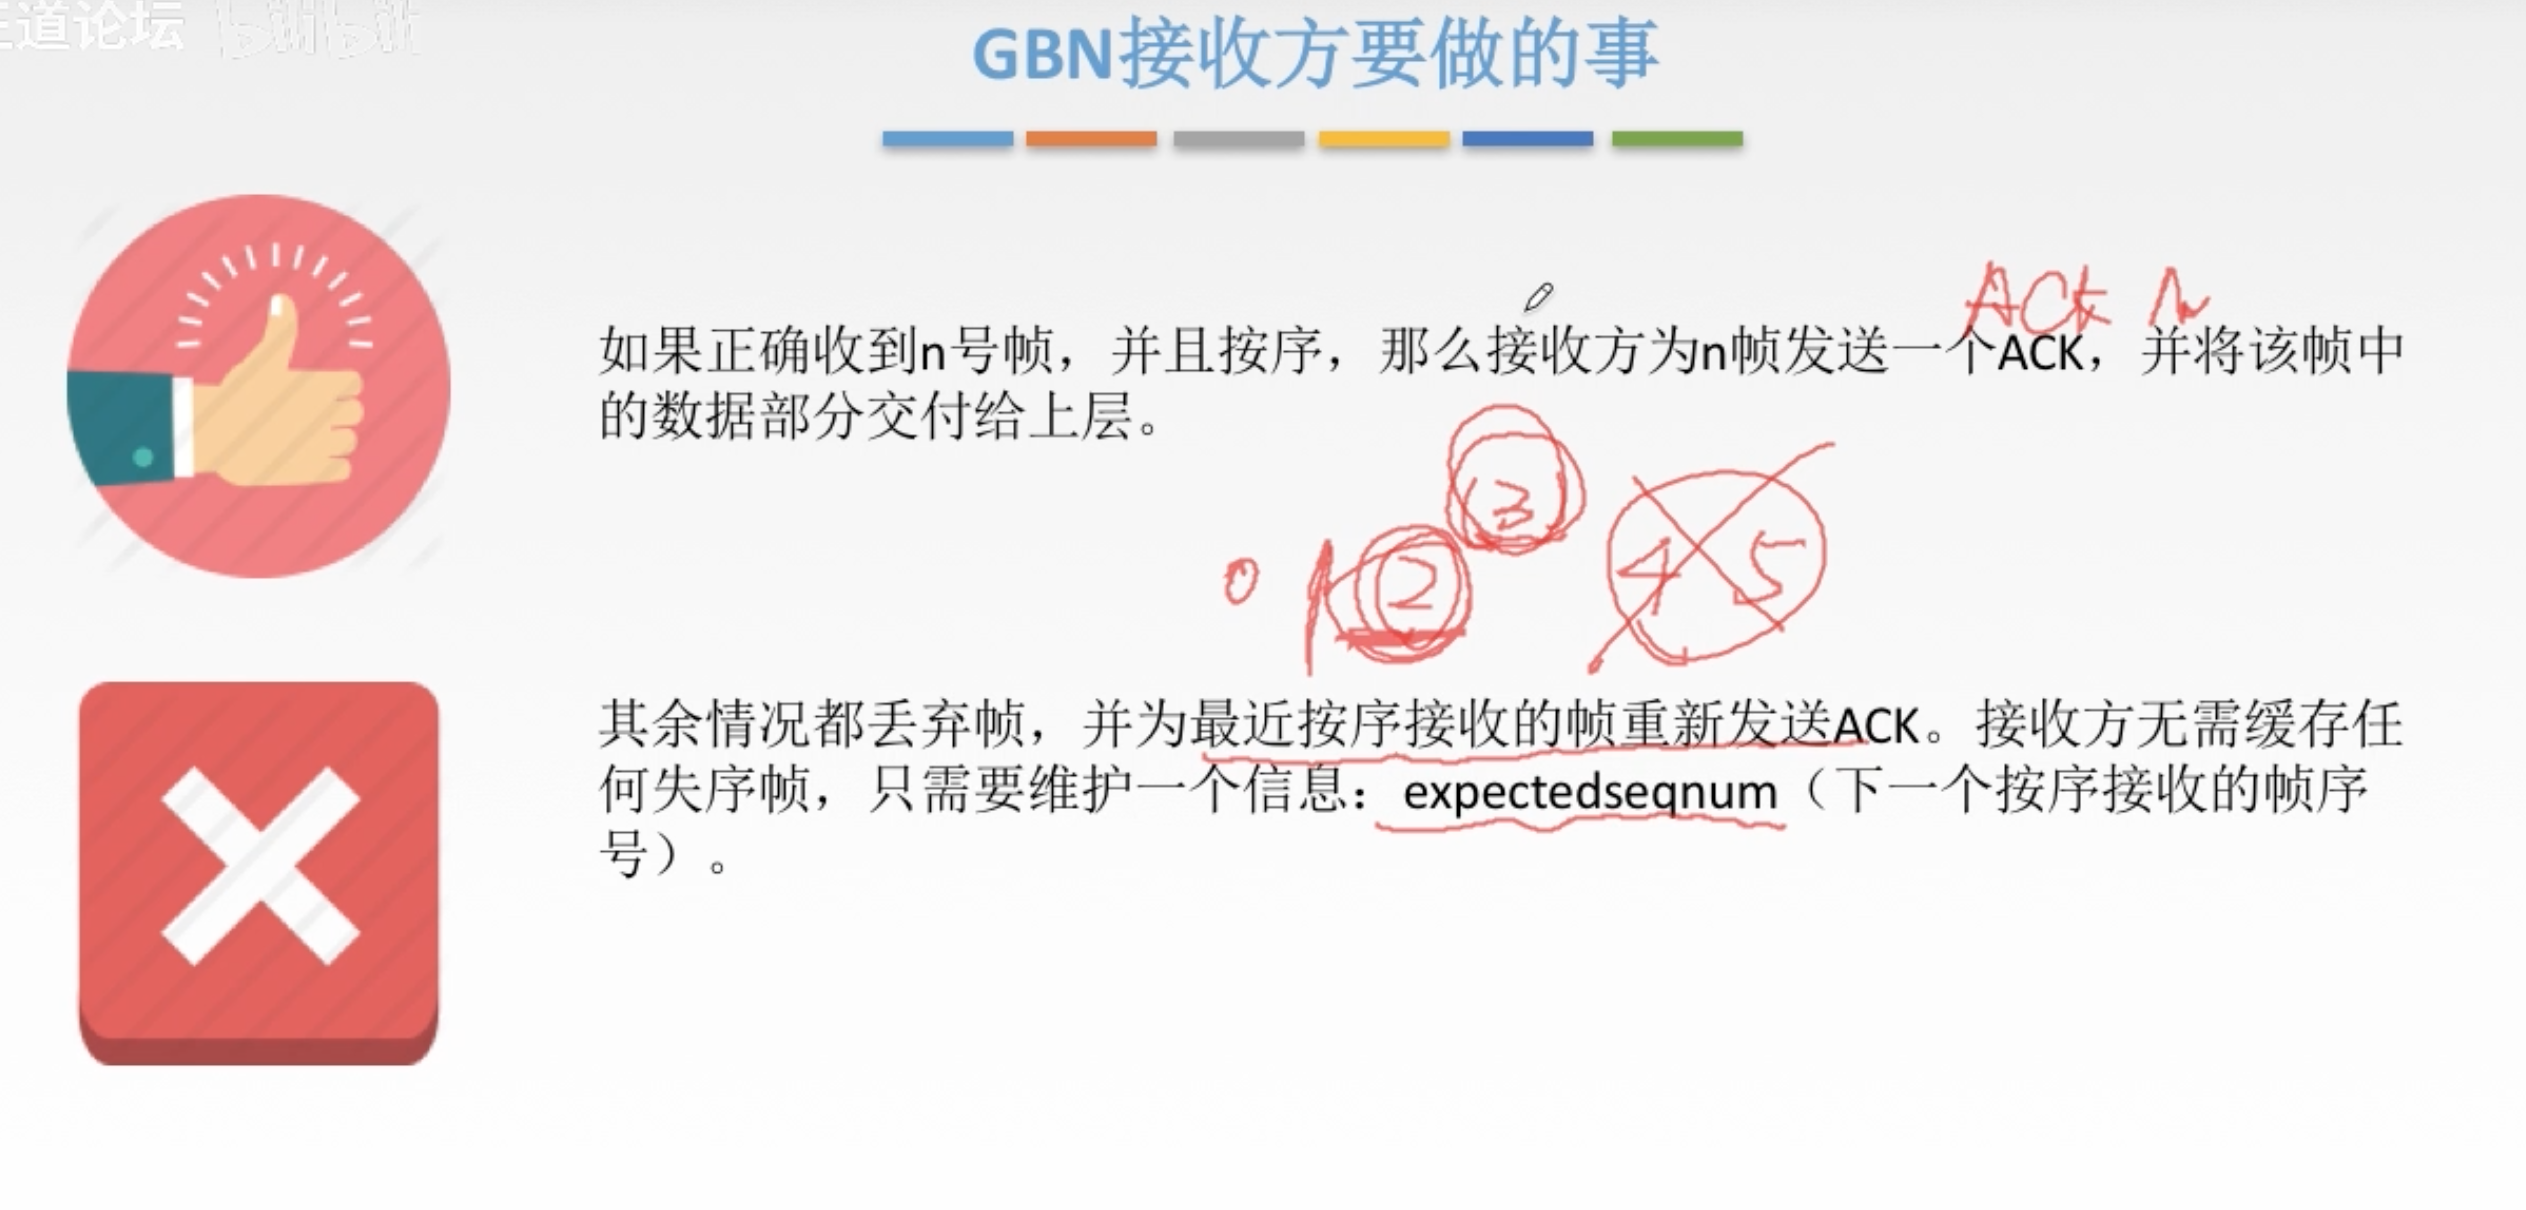 王道论坛 bilibili
GBN接收方要做的事
ACK n
如果正确收到n号帧，并且按序，那么接收方为n帧发送一个ACK，并将该帧中
的数据部分交付给上层。
3
0 1 2 4 5
其余情况都丢弃帧，并为最近按序接收的帧重新发送ACK。接收方无需缓存任
何失序帧，只需要维护一个信息：expectedseqnum（下一个按序接收的帧序
号）。